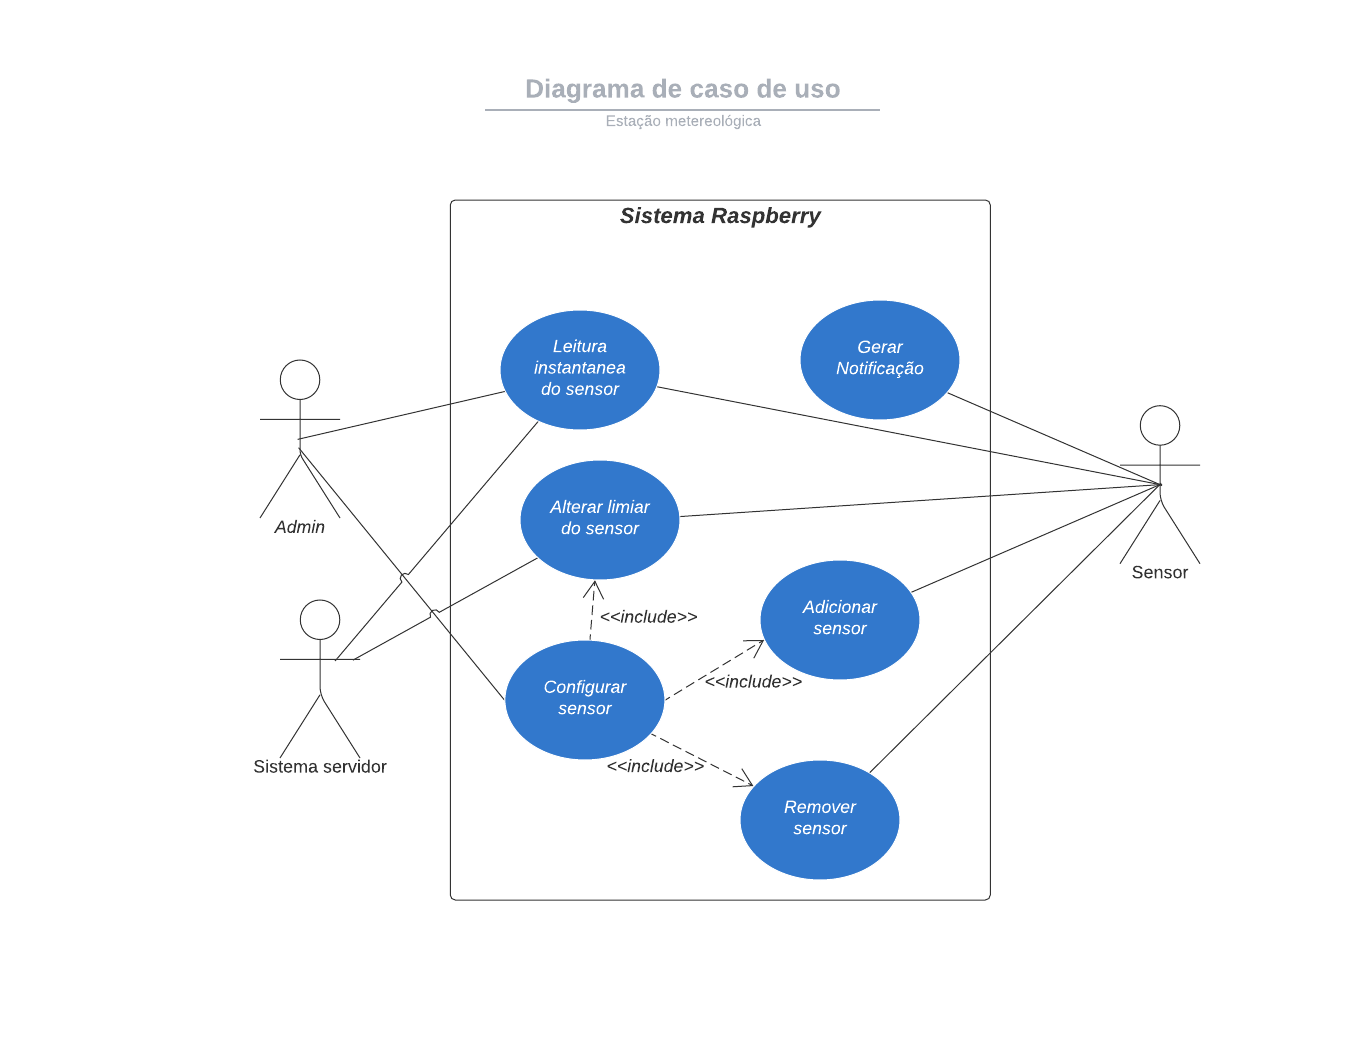 Diagrama de caso de uso
Estação metereológica
Sistema Raspberry
Leitura
instantanea
do sensor
Gerar
Notificação
Alterar limiar
do sensor
Admin
Sensor
<<include>>
Adicionar
sensor
<<include>>
Configurar
sensor
Sistema servidor
<<include>>
Remover
sensor